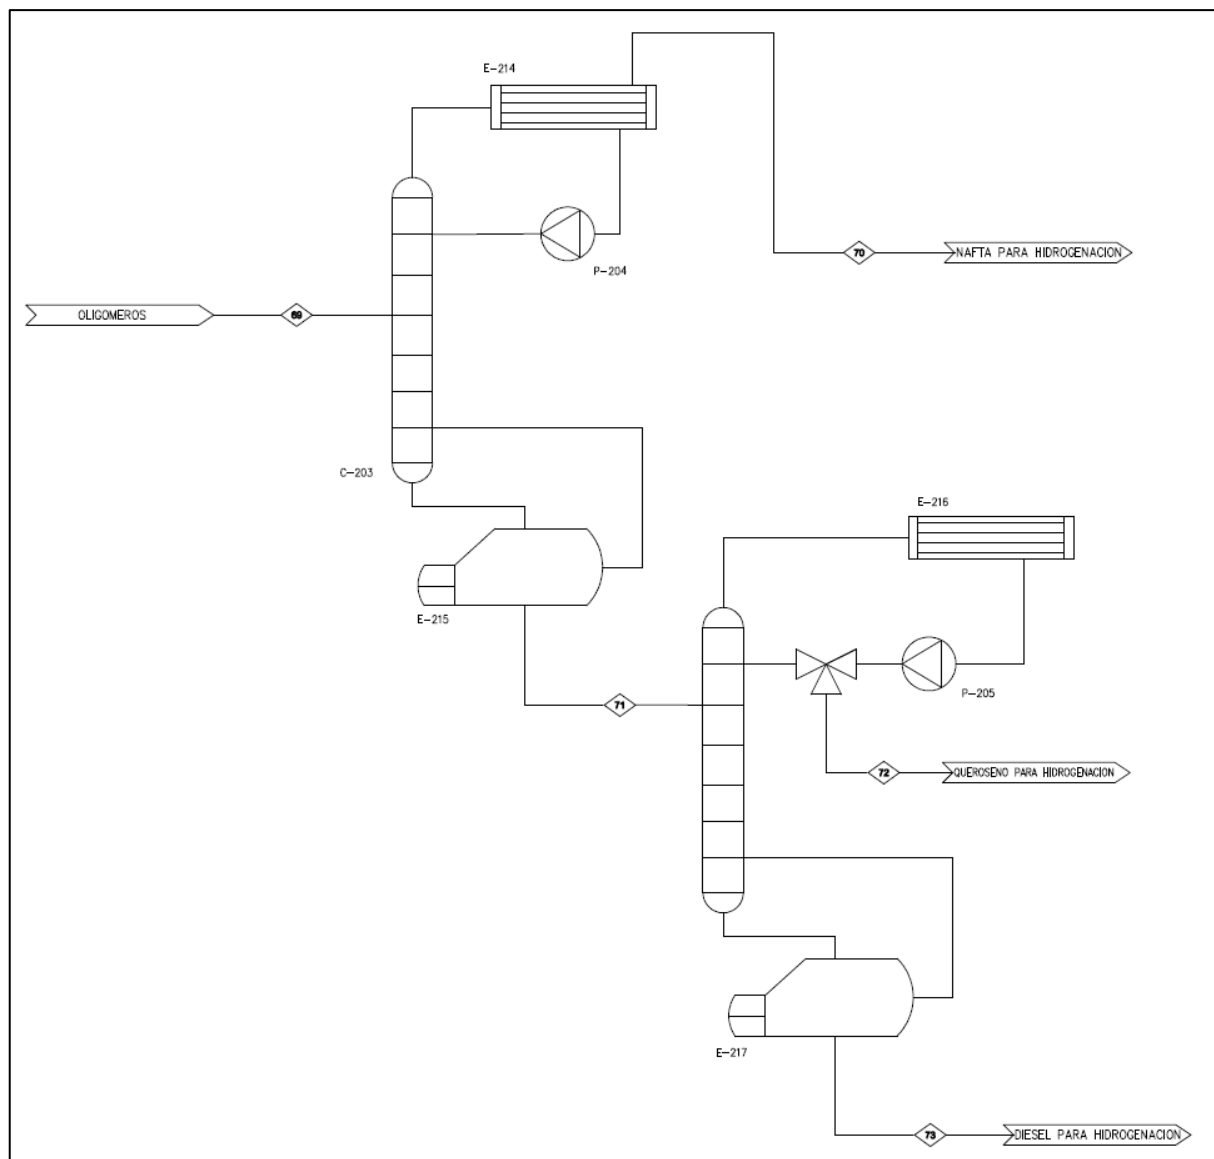 E-214
P-204
70
NAFTA PARA HIDROGENACION
OLIGOMEROS
69
C-203
E-216
E-215
P-205
71
72
QUEROSENO PARA HIDROGENACION
E-217
73
DIESEL PARA HIDROGENACION